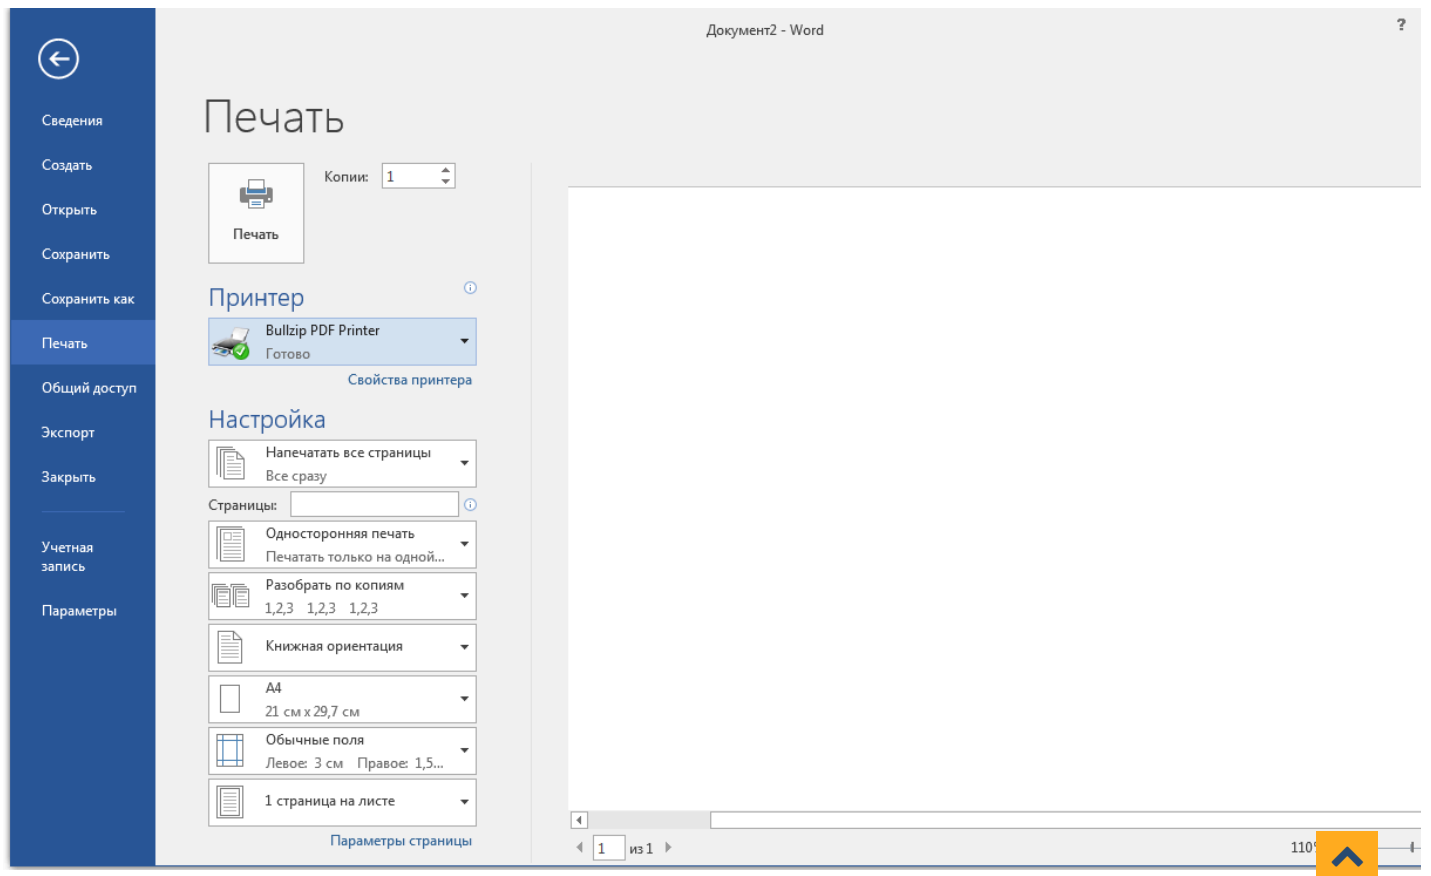 Документ2 - Word
?
Сведения
Создать
Открыть
Сохранить
Сохранить как
Печать
Общий доступ
Экспорт
Закрыть
Учетная
запись
Параметры
Печать
Копии: 1
Печать
Принтер
Bullzip PDF Printer
Готово
Свойства принтера
Настройка
Напечатать все страницы
Все сразу
Страницы:
Односторонняя печать
Печатать только на одной...
Разобрать по копиям
1,2,3 1,2,3 1,2,3
Книжная ориентация
A4
21 см x 29,7 см
Обычные поля
Левое: 3 см Правое: 1,5...
1 страница на листе
Параметры страницы
1 из 1
110%